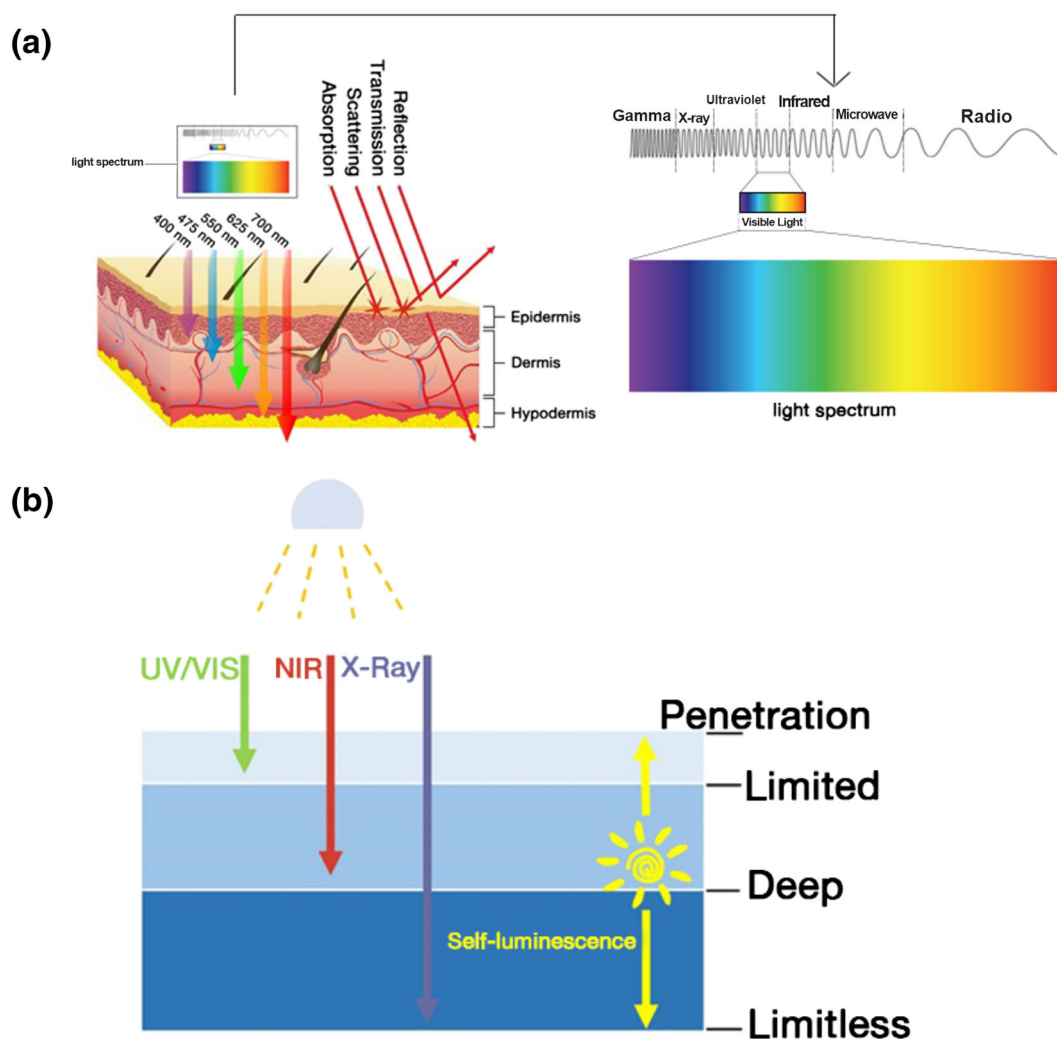 (a)
light spectrum
400 nm
475 nm
550 nm
625 nm
700 nm
Absorption
Scattering
Transmission
Reflection
Epidermis
Dermis
Hypodermis
Gamma
X-ray
Ultraviolet
Infrared
Microwave
Radio
Visible Light
light spectrum
(b)
UV/VIS
NIR
X-Ray
Penetration
Limited
Deep
Self-luminescence
Limitless